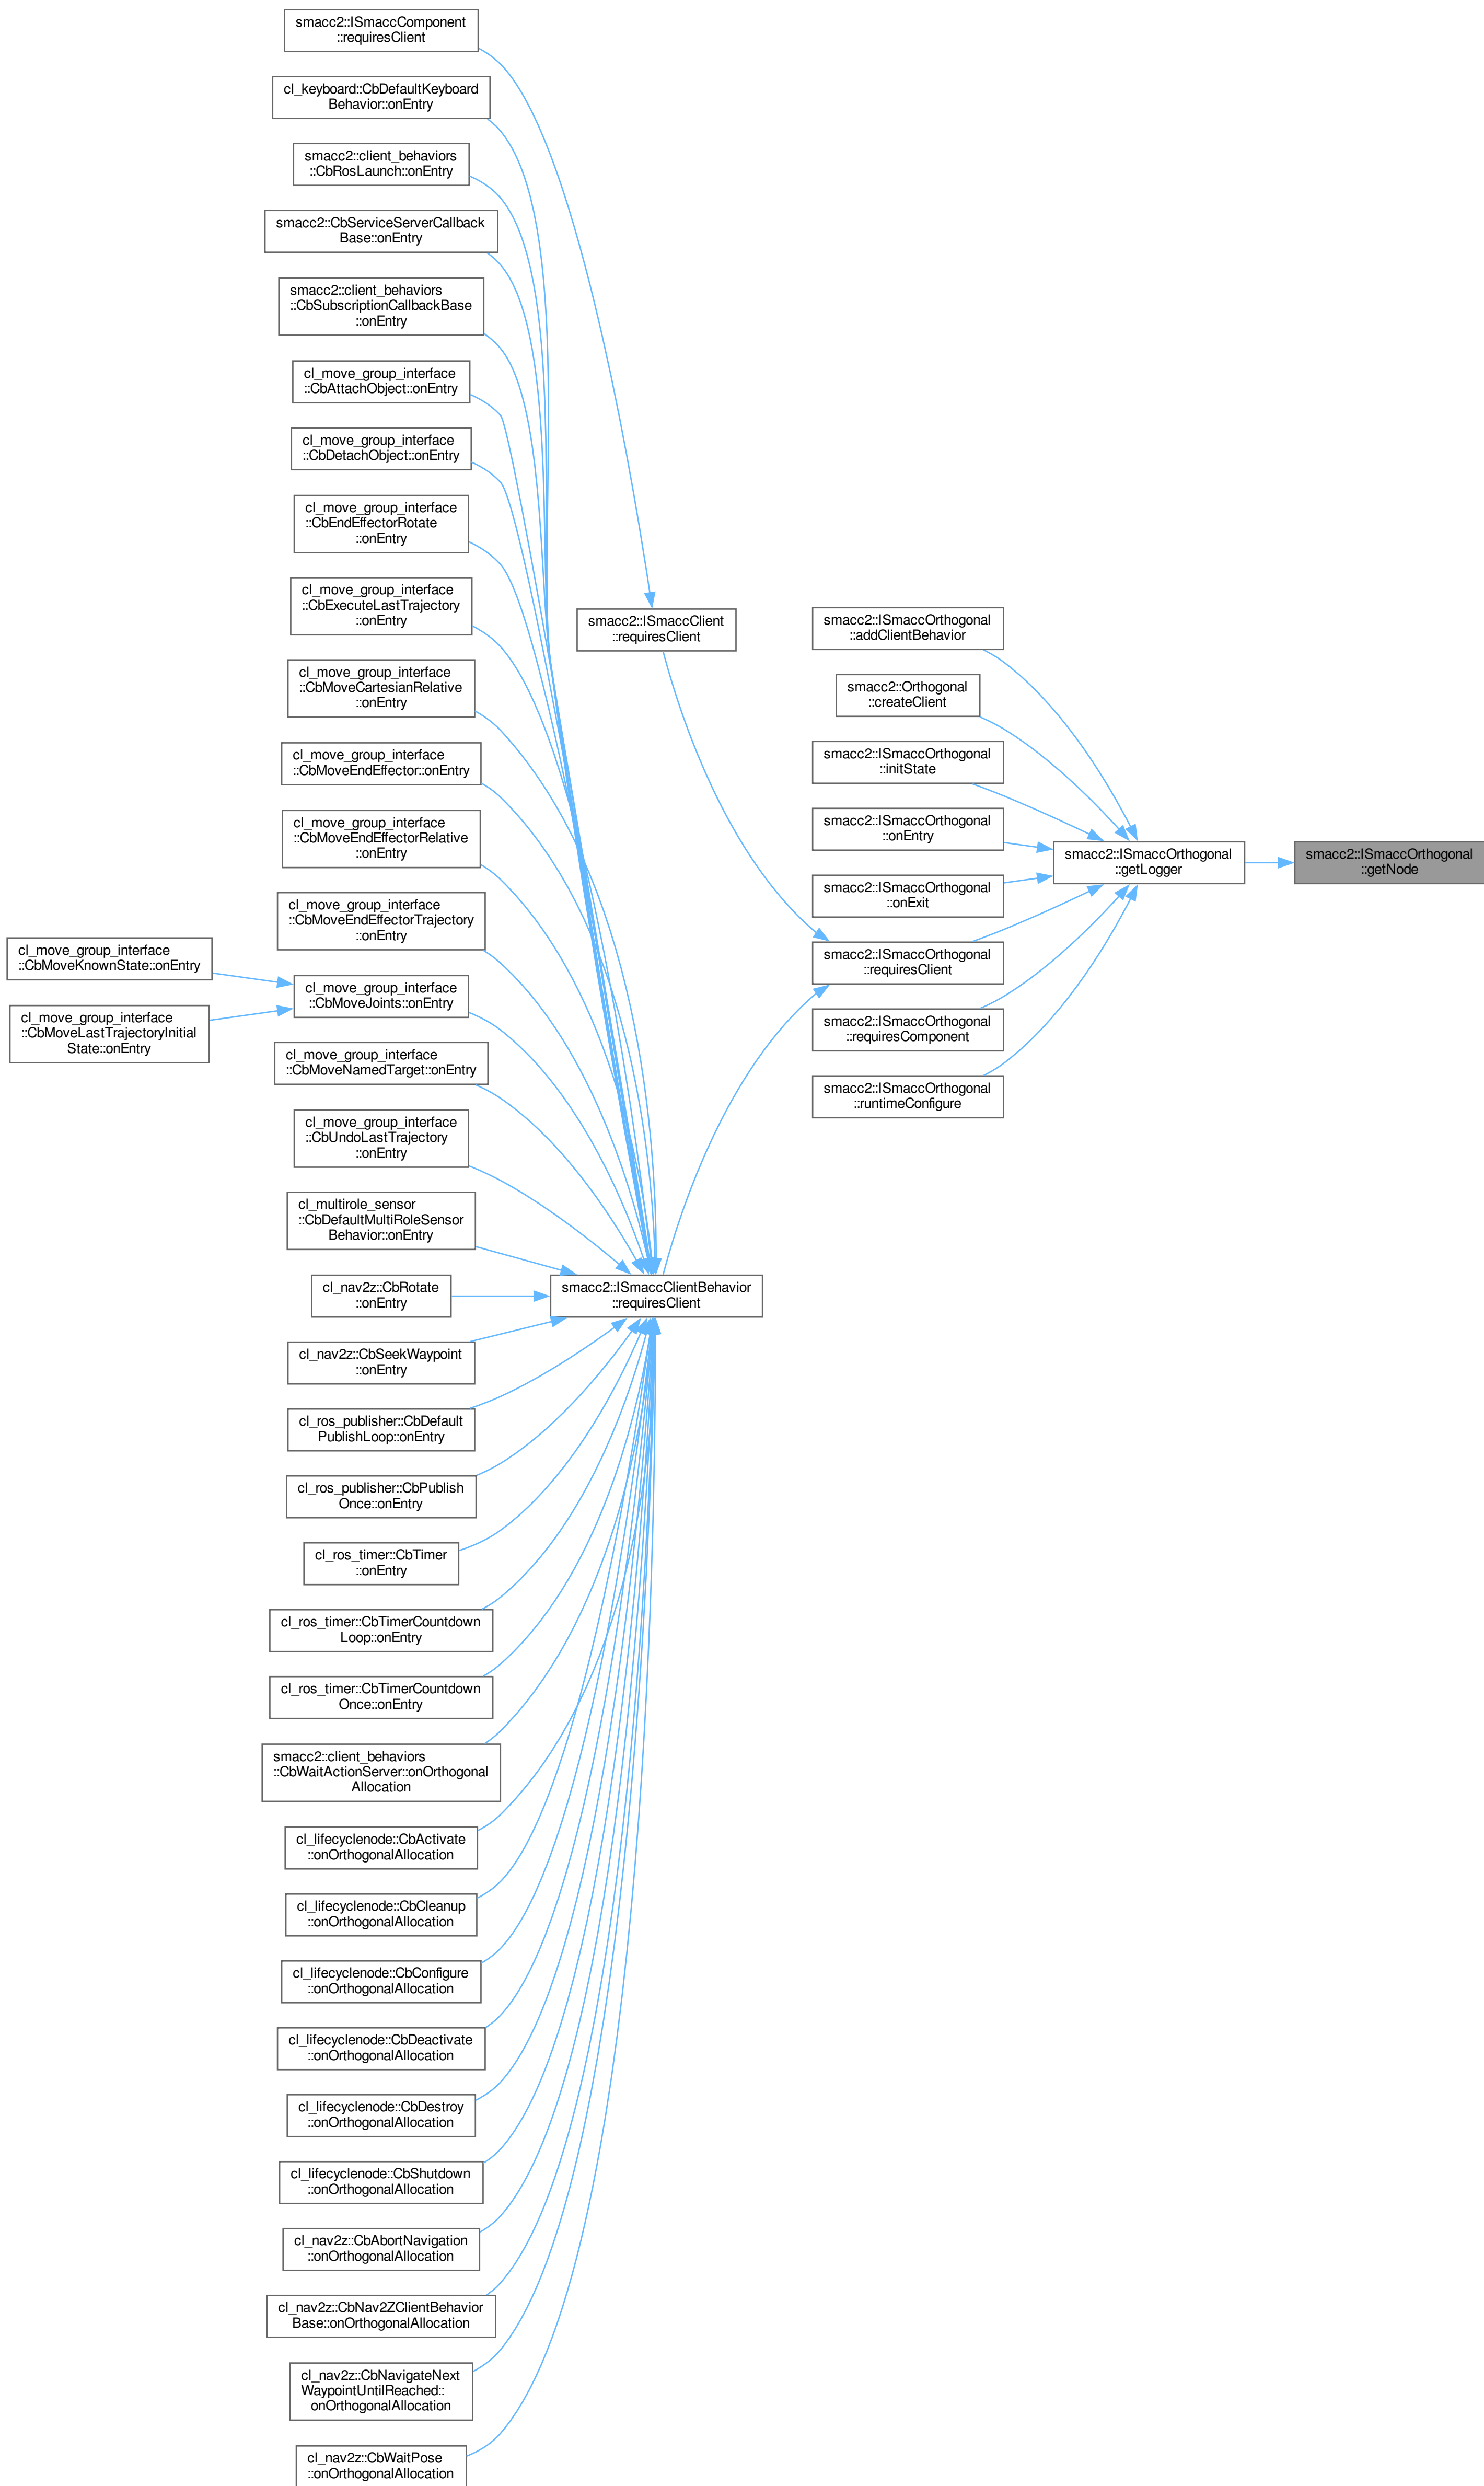 smacc2::ISmaccComponent
::requiresClient
cl_keyboard::CbDefaultKeyboard
Behavior::onEntry
smacc2::client_behaviors
::CbRosLaunch::onEntry
smacc2::CbServiceServerCallback
Base::onEntry
smacc2::client_behaviors
::CbSubscriptionCallbackBase
::onEntry
cl_move_group_interface
::CbAttachObject::onEntry
cl_move_group_interface
::CbDetachObject::onEntry
cl_move_group_interface
::CbEndEffectorRotate
::onEntry
cl_move_group_interface
::CbExecuteLastTrajectory
::onEntry
cl_move_group_interface
::CbMoveCartesianRelative
::onEntry
cl_move_group_interface
::CbMoveEndEffector::onEntry
cl_move_group_interface
::CbMoveEndEffectorRelative
::onEntry
cl_move_group_interface
::CbMoveEndEffectorTrajectory
::onEntry
cl_move_group_interface
::CbMoveKnownState::onEntry
cl_move_group_interface
::CbMoveLastTrajectoryInitial
State::onEntry
cl_move_group_interface
::CbMoveJoints::onEntry
cl_move_group_interface
::CbMoveNamedTarget::onEntry
cl_move_group_interface
::CbUndoLastTrajectory
::onEntry
cl_multirole_sensor
::CbDefaultMultiRoleSensor
Behavior::onEntry
cl_nav2z::CbRotate
::onEntry
cl_nav2z::CbSeekWaypoint
::onEntry
cl_ros_publisher::CbDefault
PublishLoop::onEntry
cl_ros_publisher::CbPublish
Once::onEntry
cl_ros_timer::CbTimer
::onEntry
cl_ros_timer::CbTimerCountdown
Loop::onEntry
cl_ros_timer::CbTimerCountdown
Once::onEntry
smacc2::client_behaviors
::CbWaitActionServer::onOrthogonal
Allocation
cl_lifecyclenode::CbActivate
::onOrthogonalAllocation
cl_lifecyclenode::CbCleanup
::onOrthogonalAllocation
cl_lifecyclenode::CbConfigure
::onOrthogonalAllocation
cl_lifecyclenode::CbDeactivate
::onOrthogonalAllocation
cl_lifecyclenode::CbDestroy
::onOrthogonalAllocation
cl_lifecyclenode::CbShutdown
::onOrthogonalAllocation
cl_nav2z::CbAbortNavigation
::onOrthogonalAllocation
cl_nav2z::CbNav2ZClientBehavior
Base::onOrthogonalAllocation
cl_nav2z::CbNavigateNext
WaypointUntilReached::
onOrthogonalAllocation
cl_nav2z::CbWaitPose
::onOrthogonalAllocation
smacc2::ISmaccClient
::requiresClient
smacc2::ISmaccClientBehavior
::requiresClient
smacc2::ISmaccOrthogonal
::addClientBehavior
smacc2::Orthogonal
::createClient
smacc2::ISmaccOrthogonal
::initState
smacc2::ISmaccOrthogonal
::onEntry
smacc2::ISmaccOrthogonal
::onExit
smacc2::ISmaccOrthogonal
::requiresClient
smacc2::ISmaccOrthogonal
::requiresComponent
smacc2::ISmaccOrthogonal
::runtimeConfigure
smacc2::ISmaccOrthogonal
::getLogger
smacc2::ISmaccOrthogonal
::getNode